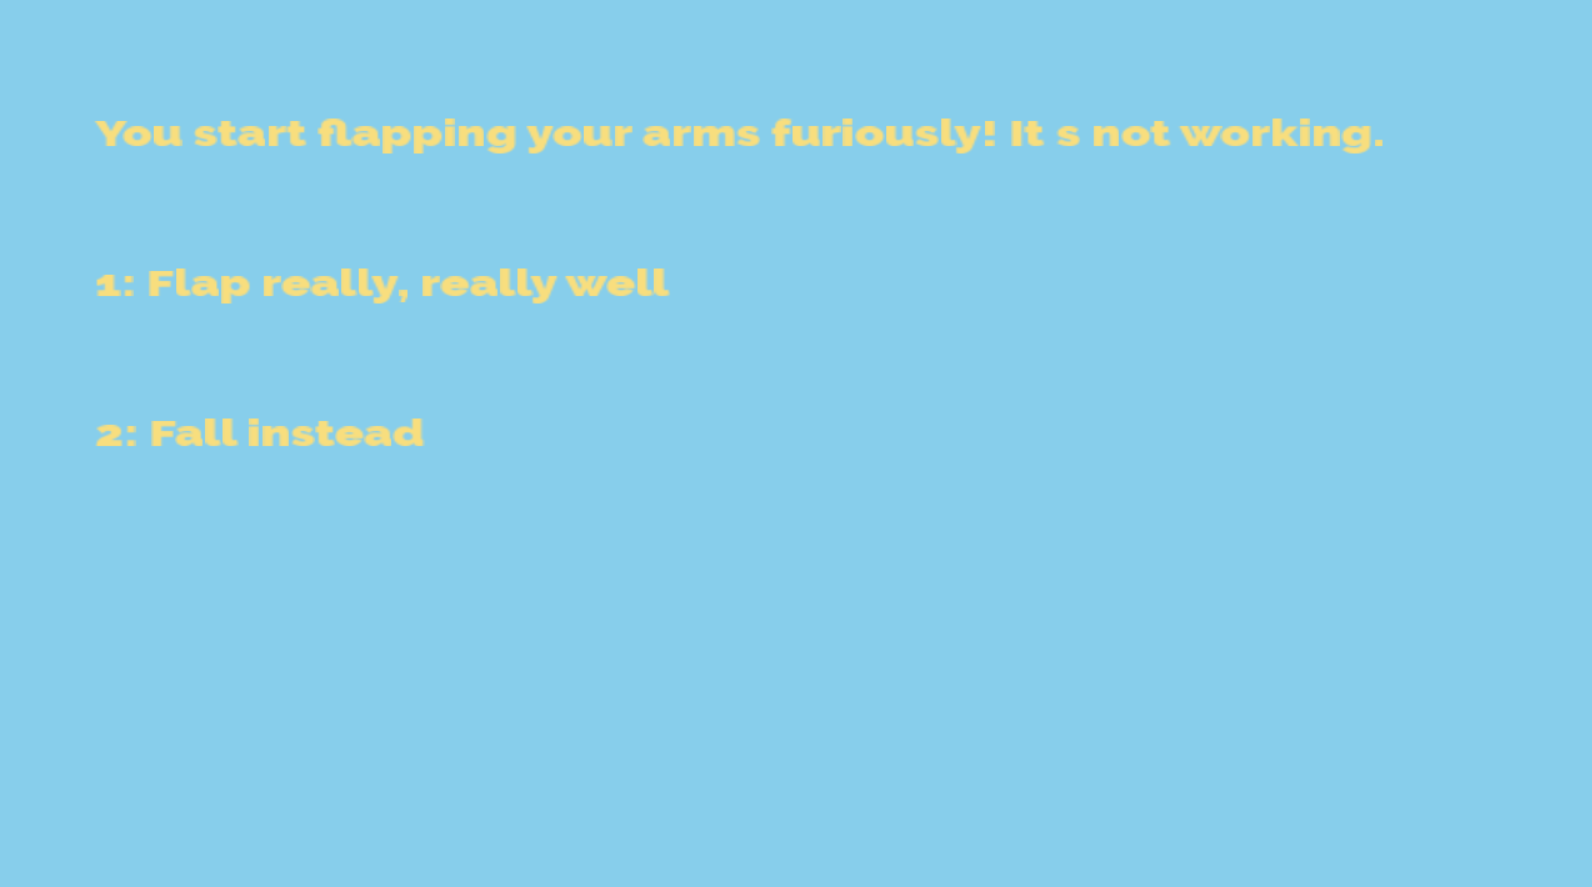 You start flapping your arms furiously! It s not working.
1: Flap really, really well
2: Fall instead